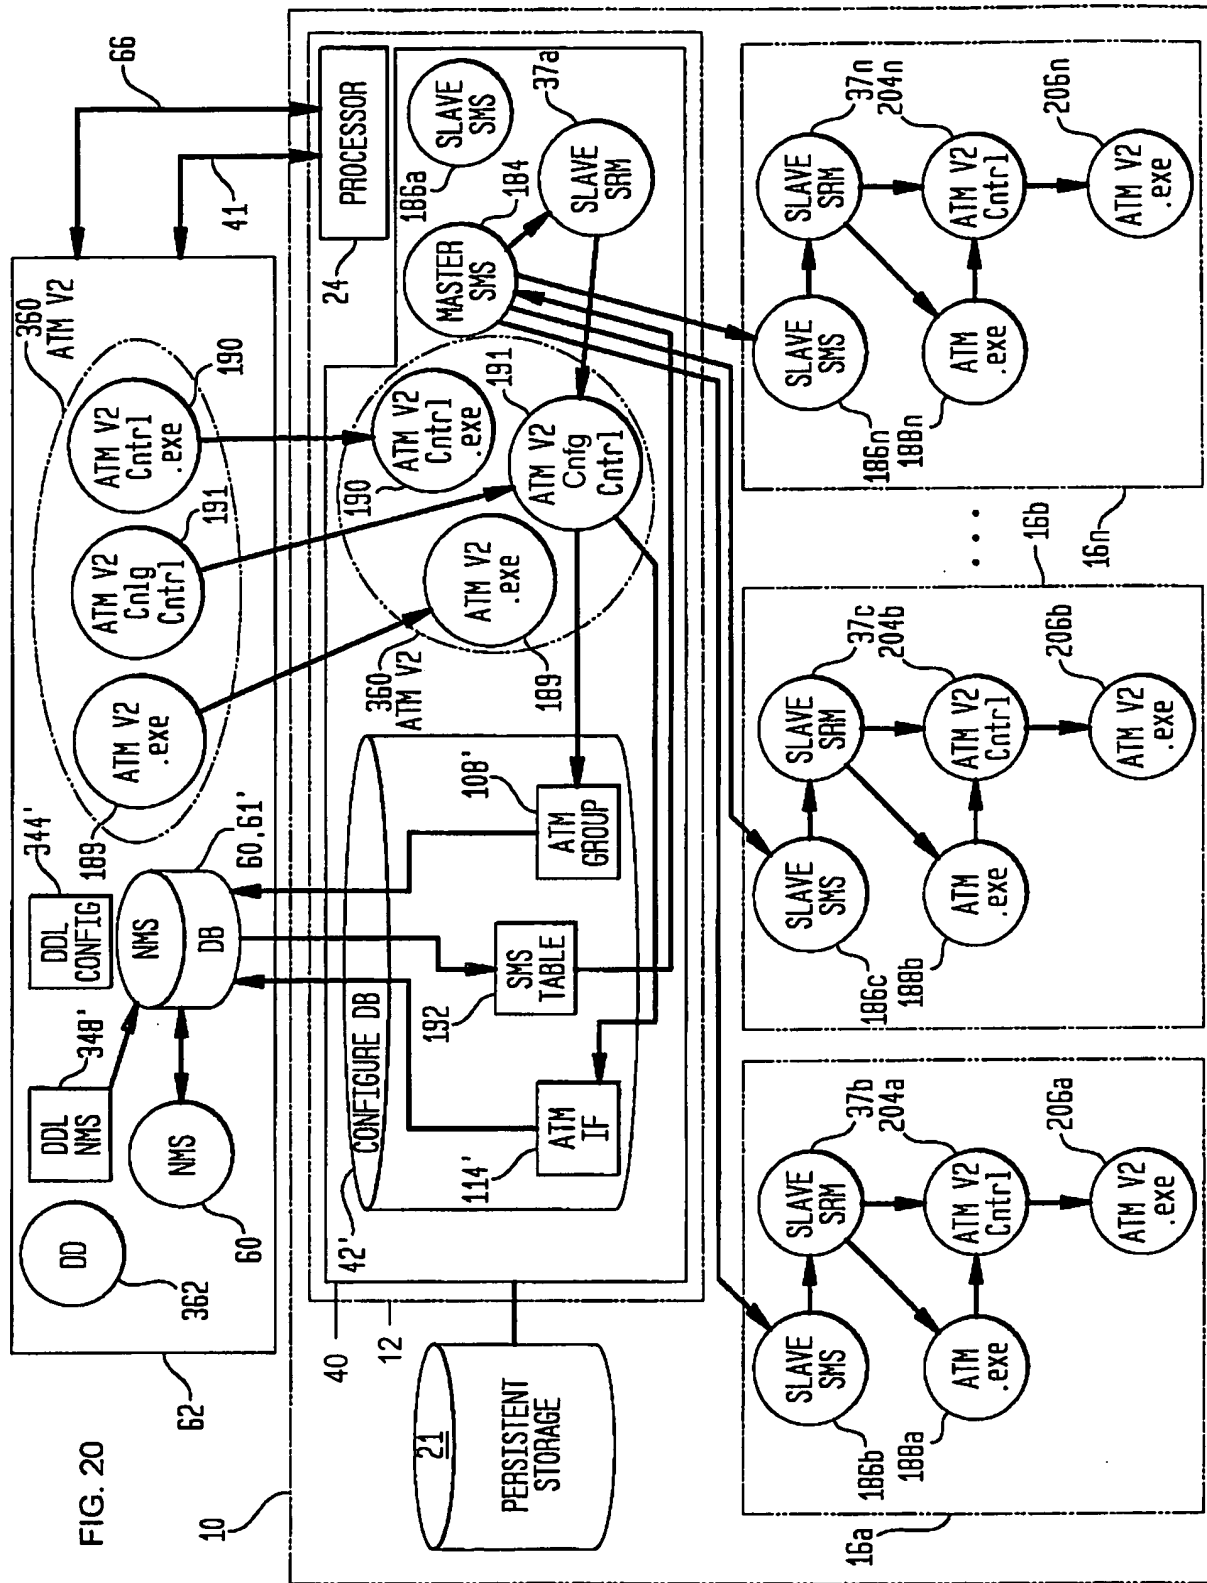 FIG. 20
62
362
DD
60
NMS
348'
DDL
NMS
344'
DDL
CONFIG
NMS
DB
60,61'
189
ATM V2
.exe
191
ATM V2
Cnlg
Cntrl
190
ATM V2
Cntrl
.exe
360
ATM V2
41
66
10
21
PERSISTENT
STORAGE
40
12
42'
CONFIGURE DB
114'
ATM
IF
192
SMS
TABLE
108'
ATM
GROUP
360
ATM V2
189
ATM V2
.exe
190
ATM V2
Cntrl
.exe
191
ATM V2
Cnfg
Cntrl
24
PROCESSOR
MASTER
SMS
184
186a
SLAVE
SMS
37a
SLAVE
SRM
16a
186b
SLAVE
SMS
37b
SLAVE
SRM
188a
ATM
.exe
204a
ATM V2
Cntrl
206a
ATM V2
.exe
16b
186c
SLAVE
SMS
37c
SLAVE
SRM
188b
ATM
.exe
204b
ATM V2
Cntrl
206b
ATM V2
.exe
• • •
16n
186n
SLAVE
SMS
37n
SLAVE
SRM
188n
ATM
.exe
204n
ATM V2
Cntrl
206n
ATM V2
.exe